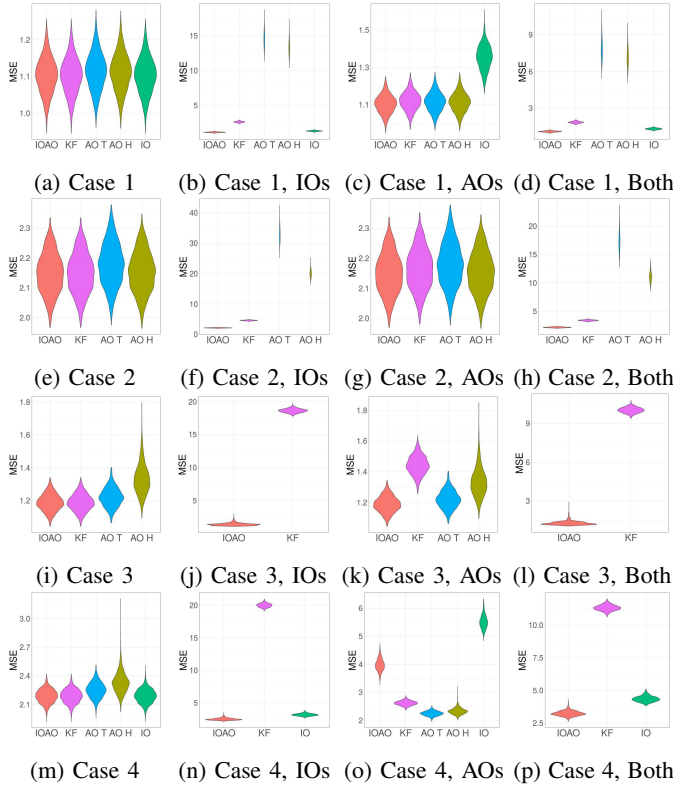 MSE 1.2 1.1 1.0 IOAO KF AO T AO H IO
MSE 15 10 5 IOAO KF AO T AO H IO
MSE 1.5 1.3 1.1 IOAO KF AO T AO H IO
MSE 9 6 3 IOAO KF AO T AO H IO
(a) Case 1 (b) Case 1, IOs (c) Case 1, AOs (d) Case 1, Both
MSE 2.3 2.2 2.1 2.0 IOAO KF AO T AO H
MSE 40 30 20 10 0 IOAO KF AO T AO H
MSE 2.3 2.2 2.1 2.0 IOAO KF AO T AO H
MSE 20 15 10 5 IOAO KF AO T AO H
(e) Case 2 (f) Case 2, IOs (g) Case 2, AOs (h) Case 2, Both
MSE 1.8 1.6 1.4 1.2 IOAO KF AO T AO H
MSE 20 15 10 5 IOAO KF
MSE 1.8 1.6 1.4 1.2 IOAO KF AO T AO H
MSE 9 6 3 IOAO KF
(i) Case 3 (j) Case 3, IOs (k) Case 3, AOs (l) Case 3, Both
MSE 3.0 2.7 2.4 2.1 IOAO KF AO T AO H IO
MSE 20 15 10 5 IOAO KF IO
MSE 6 5 4 3 2 IOAO KF AO T AO H IO
MSE 10.0 7.5 5.0 2.5 IOAO KF IO
(m) Case 4 (n) Case 4, IOs (o) Case 4, AOs (p) Case 4, Both